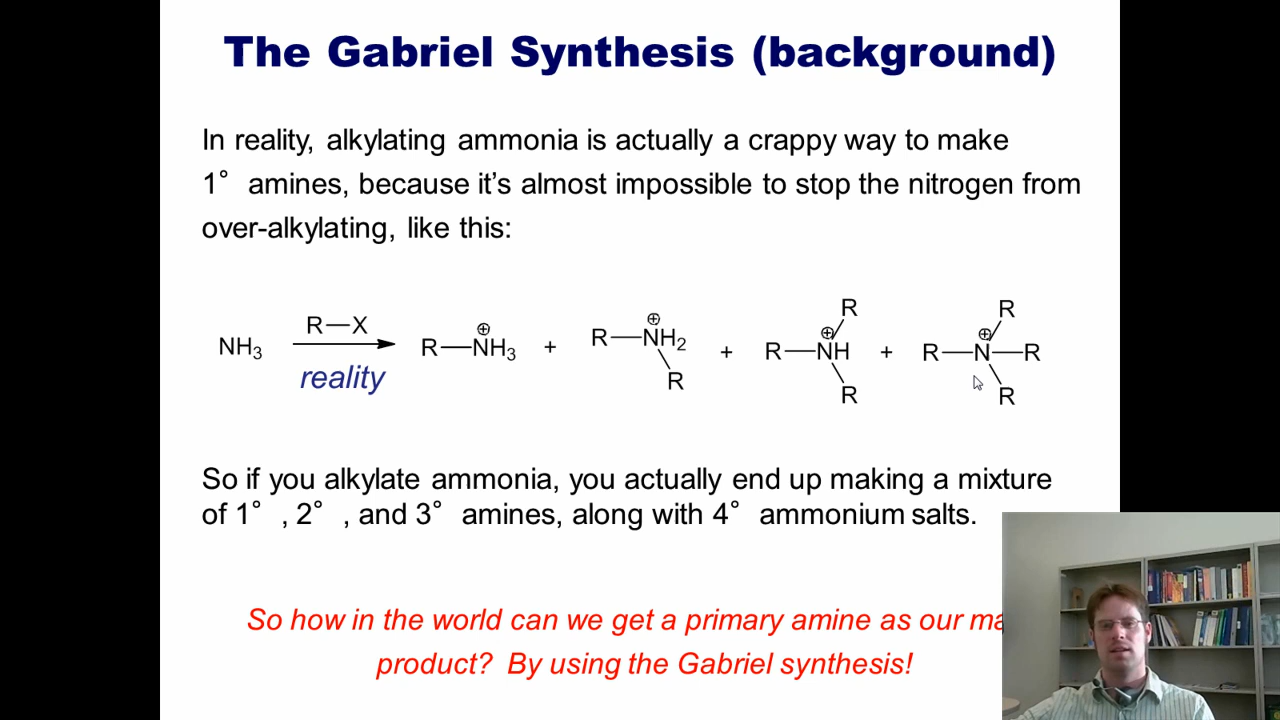 The Gabriel Synthesis (background)
In reality, alkylating ammonia is actually a crappy way to make
1° amines, because it’s almost impossible to stop the nitrogen from
over-alkylating, like this:
NH3 R—X reality R—NH3 ⊕ + R—NH2 ⊕ R + R—NH ⊕ R R + R—N—R ⊕ R R
So if you alkylate ammonia, you actually end up making a mixture
of 1° , 2° , and 3° amines, along with 4° ammonium salts.
So how in the world can we get a primary amine as our
product? By using the Gabriel synthesis!